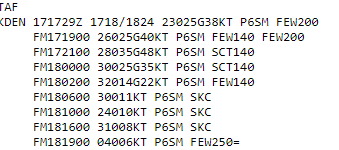 TAF
KDEN 171729Z 1718/1824 23025G38KT P6SM FEW200
FM171900 26025G40KT P6SM FEW140 FEW200
FM172100 28035G48KT P6SM SCT140
FM180000 30025G35KT P6SM SCT140
FM180200 32014G22KT P6SM FEW140
FM180600 30011KT P6SM SKC
FM181000 24010KT P6SM SKC
FM181600 31008KT P6SM SKC
FM181900 04006KT P6SM FEW250=